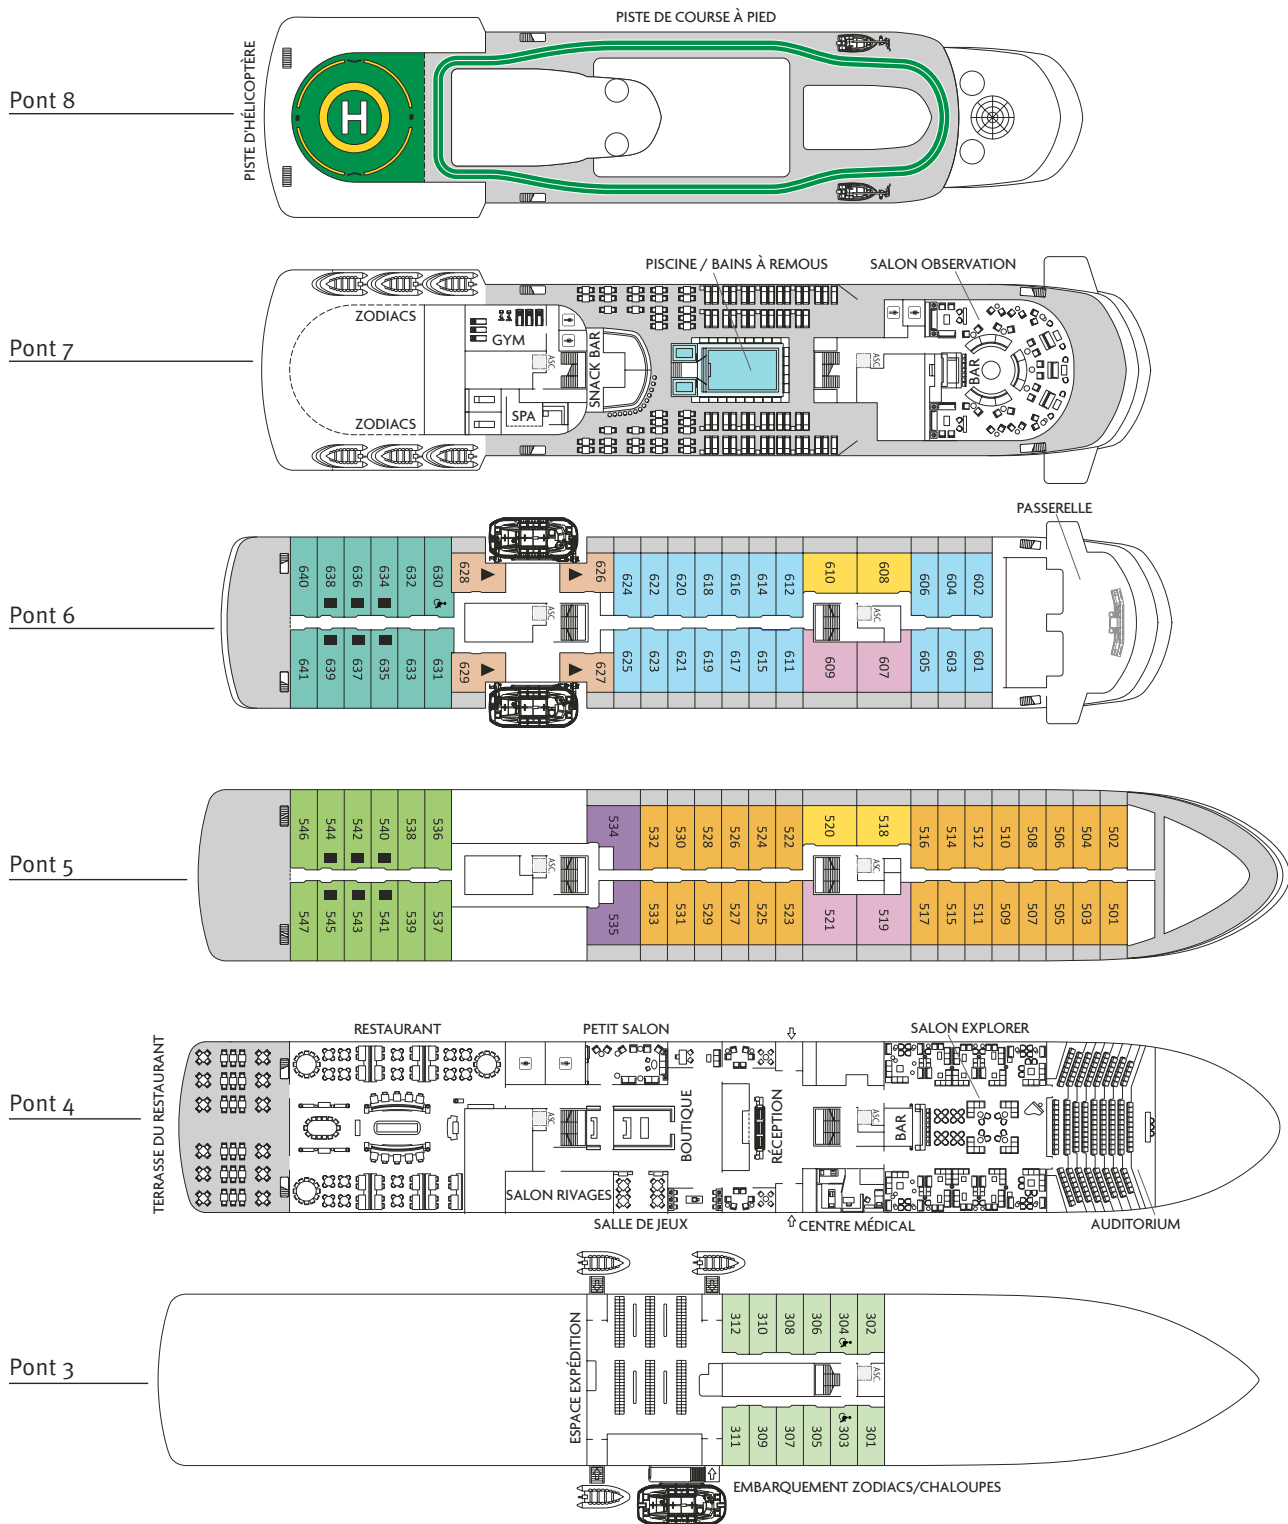 PISTE DE COURSE À PIED
Pont 8
PISTE D'HÉLICOPTÈRE
H
PISCINE / BAINS À REMOUS
SALON OBSERVATION
ZODIACS
GYM
Pont 7
ASC
SNACK BAR
ASC
BAR
SPA
ZODIACS
PASSERELLE
640 638 636 634 632 630 628 626 624 622 620 618 616 614 612 610 608 606 604 602
Pont 6
ASC
ASC
641 639 637 635 633 631 629 627 625 623 621 619 617 615 611 609 607 605 603 601
546 544 542 540 538 536 534 532 530 528 526 524 522 520 518 516 514 512 510 508 506 504 502
Pont 5
ASC
ASC
547 545 543 541 539 537 535 533 531 529 527 525 523 521 519 517 515 511 509 507 505 503 501
RESTAURANT
PETIT SALON
SALON EXPLORER
Pont 4
TERRASSE DU RESTAURANT
ASC
BOUTIQUE
RÉCEPTION
ASC
BAR
SALON RIVAGES
SALLE DE JEUX
CENTRE MÉDICAL
AUDITORIUM
312 310 308 306 304 302
Pont 3
ESPACE EXPÉDITION
ASC
311 309 307 305 303 301
EMBARQUEMENT ZODIACS/CHALOUPES